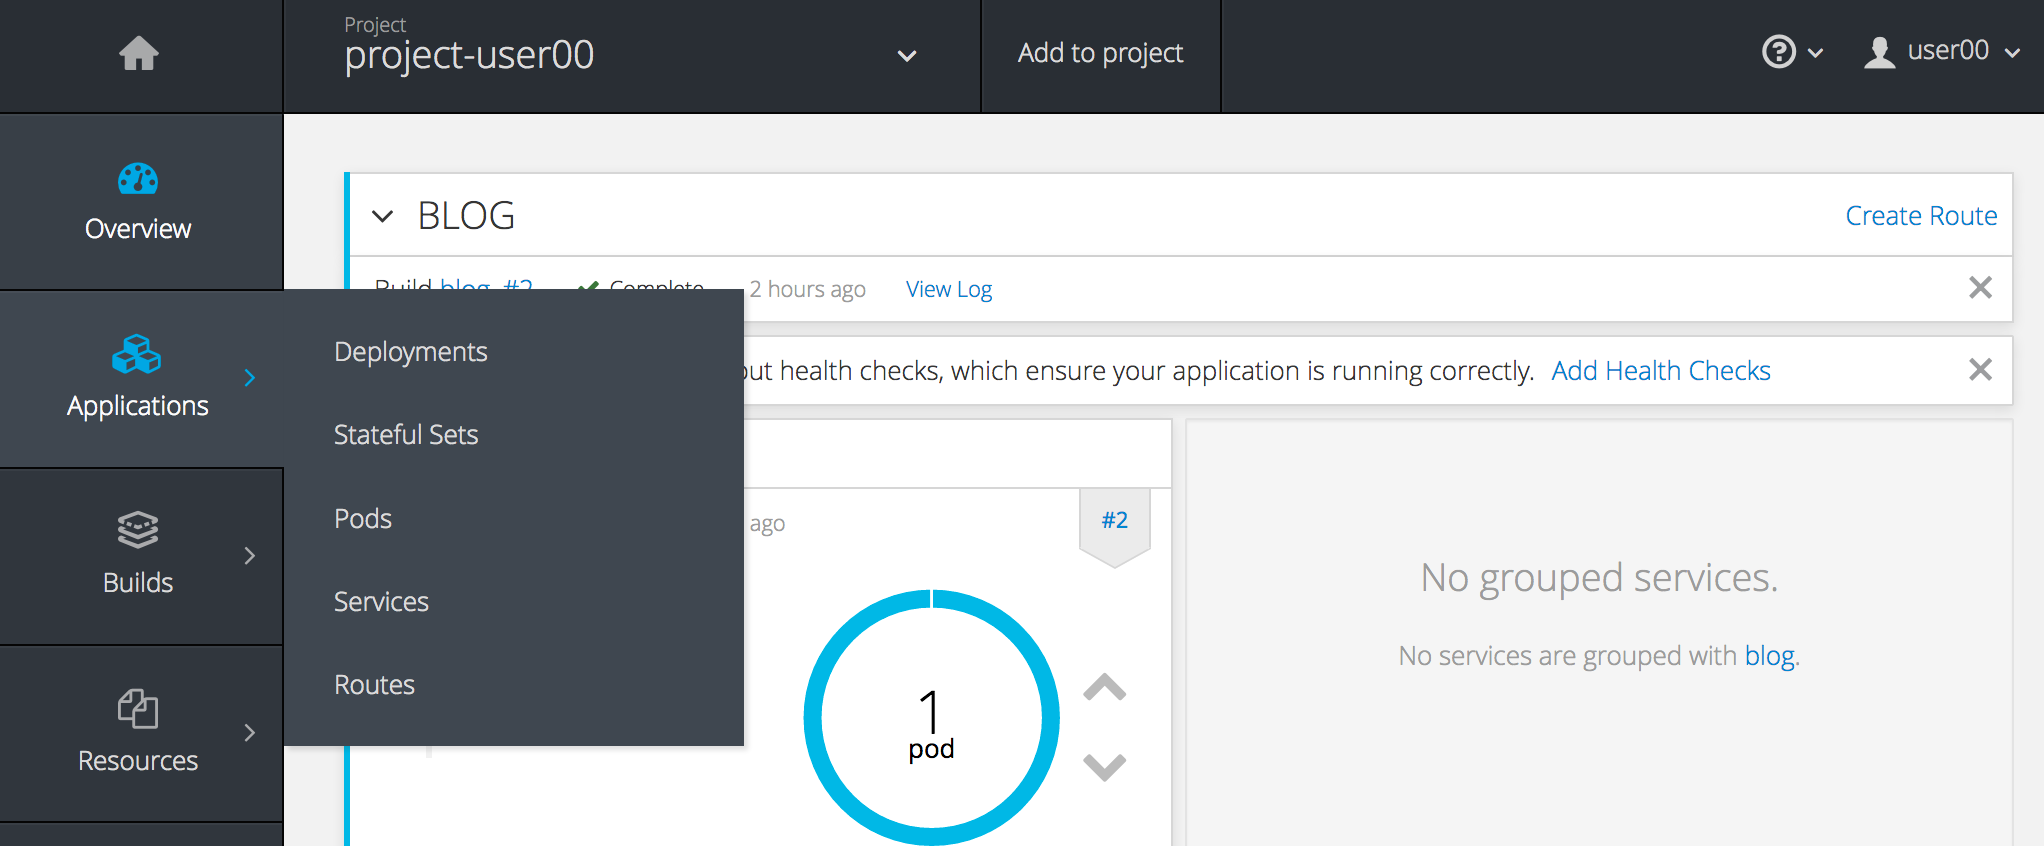 Project
project-user00
Add to project
user00
Overview
Applications
Builds
Resources
Deployments
Stateful Sets
Pods
Services
Routes
BLOG
Create Route
Build blog, #2 Complete 2 hours ago View Log
out health checks, which ensure your application is running correctly. Add Health Checks
ago
#2
1
pod
No grouped services.
No services are grouped with blog.